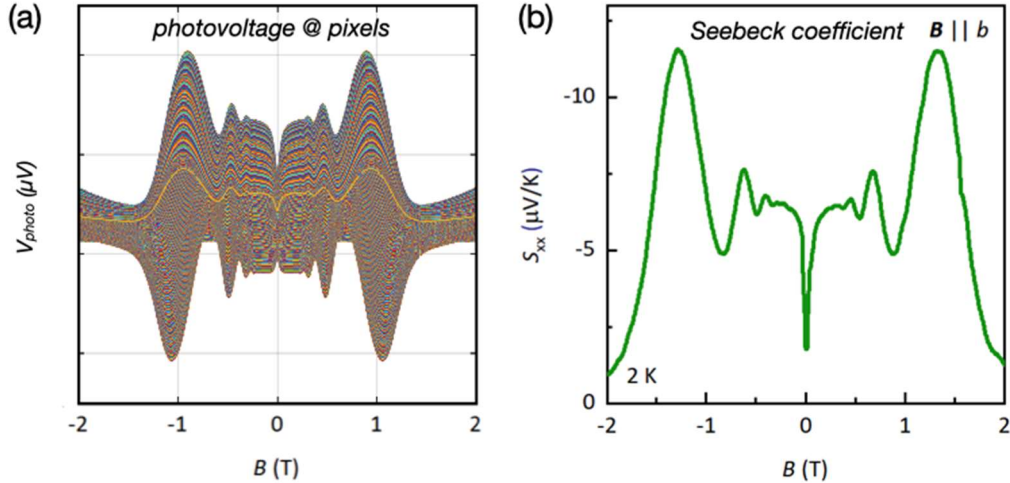 (a)
photovoltage @ pixels
Vphoto (μV)
-2 -1 0 1 2
B (T)
(b)
Seebeck coefficient B || b
Sxx (μV/K)
-10
-5
0
2 K
-2 -1 0 1 2
B (T)